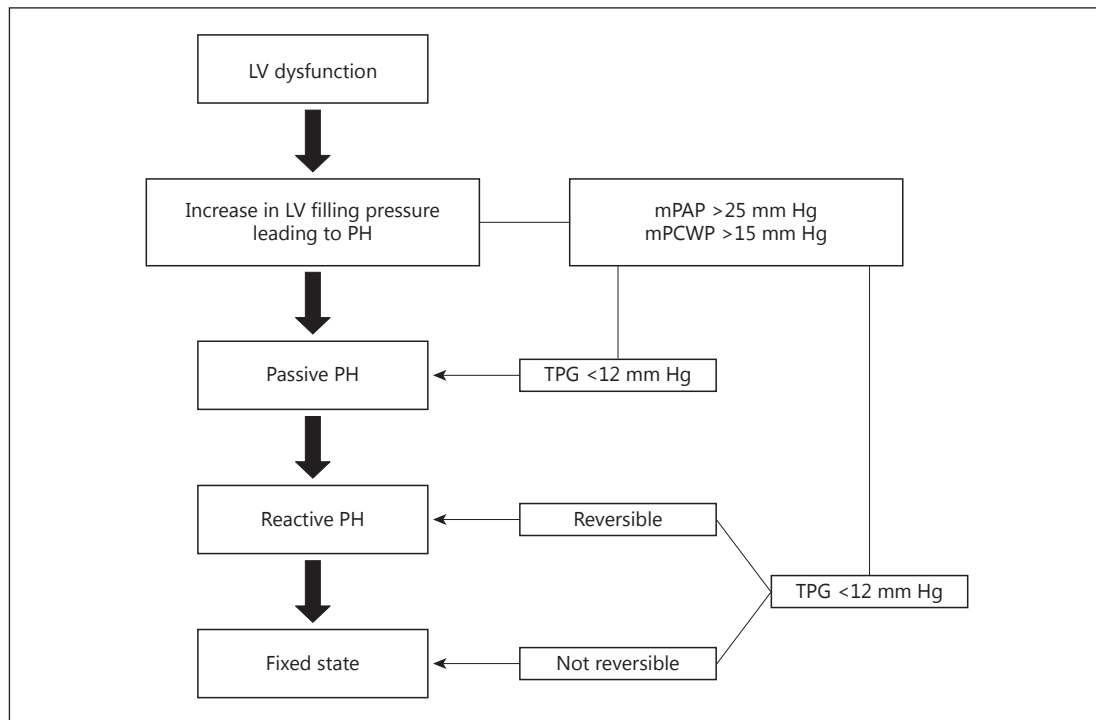 LV dysfunction
Increase in LV filling pressure
leading to PH
mPAP >25 mm Hg
mPCWP >15 mm Hg
Passive PH
TPG <12 mm Hg
Reactive PH
Reversible
TPG <12 mm Hg
Fixed state
Not reversible